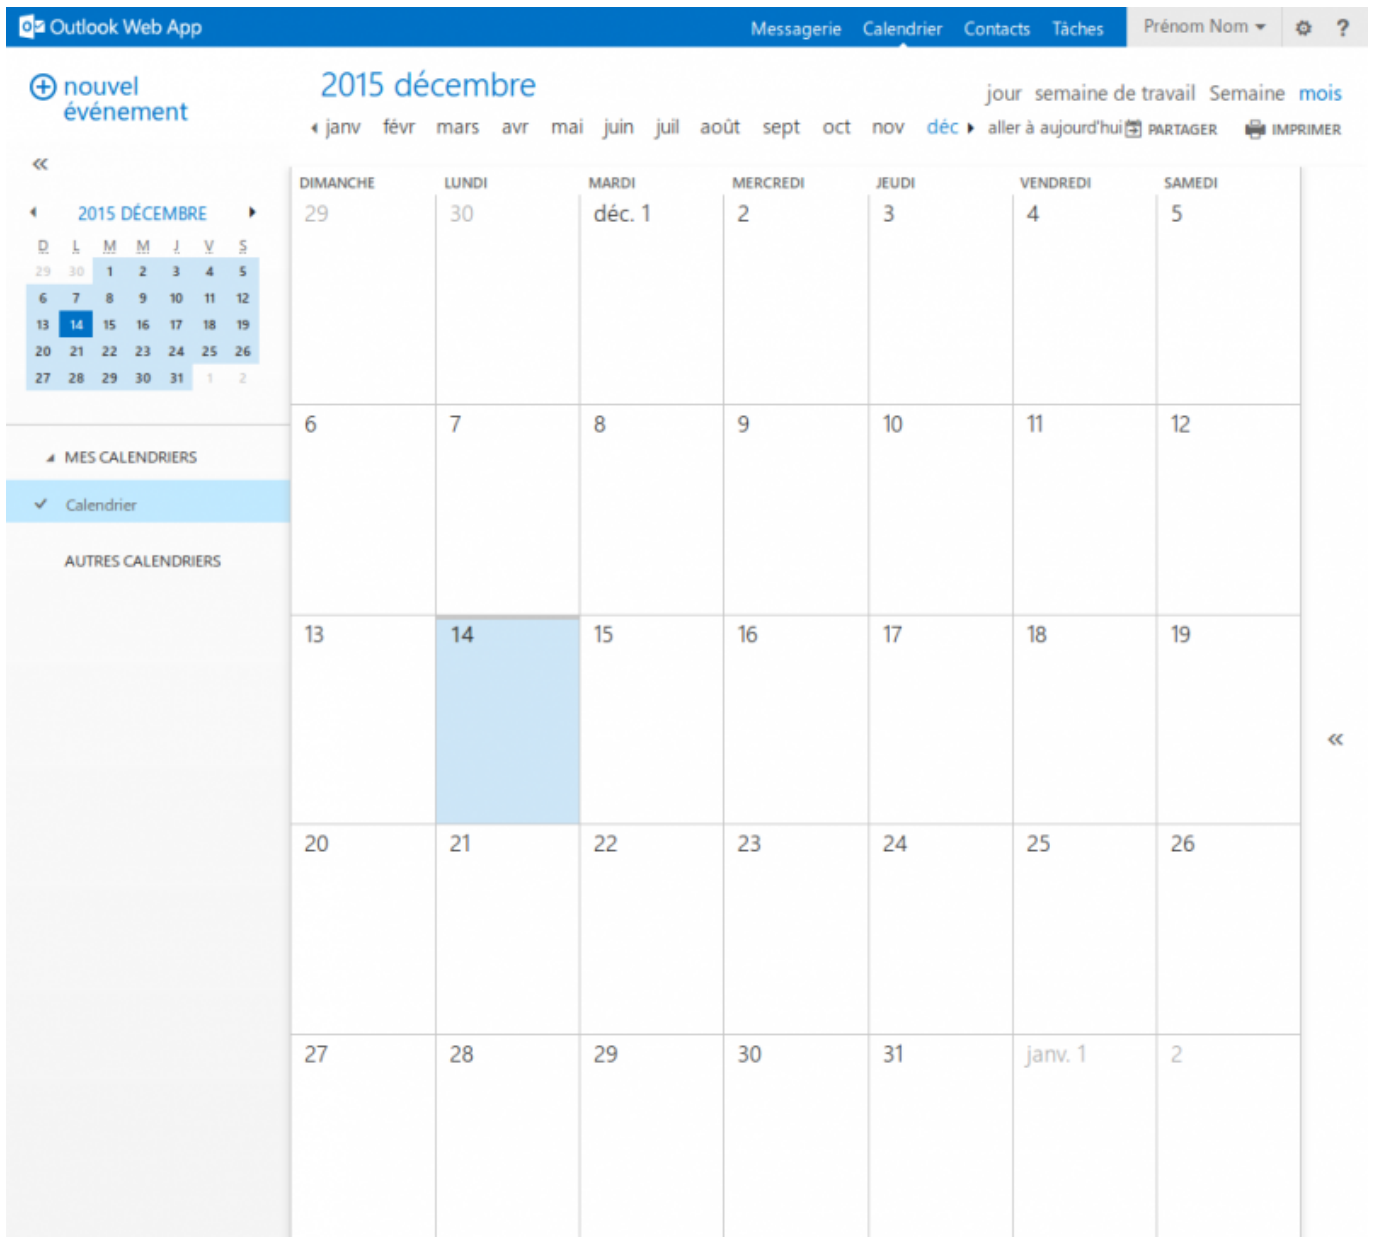 Outlook Web App Messagerie Calendrier Contacts Tâches Prénom Nom ?
nouvel
événement
2015 décembre
jour semaine de travail Semaine mois
janv févr mars avr mai juin juil août sept oct nov déc aller à aujourd'hui PARTAGER IMPRIMER
2015 DÉCEMBRE
D L M M J V S
29 30 1 2 3 4 5
6 7 8 9 10 11 12
13 14 15 16 17 18 19
20 21 22 23 24 25 26
27 28 29 30 31 1 2
MES CALENDRIERS
Calendrier
AUTRES CALENDRIERS
DIMANCHE LUNDI MARDI MERCREDI JEUDI VENDREDI SAMEDI
29 30 déc. 1 2 3 4 5
6 7 8 9 10 11 12
13 14 15 16 17 18 19
20 21 22 23 24 25 26
27 28 29 30 31 janv. 1 2